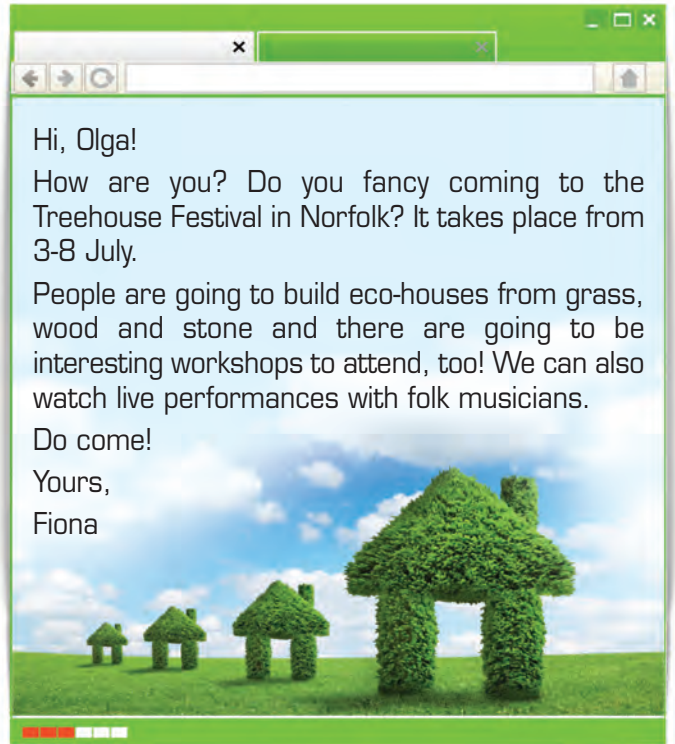 Hi, Olga!
How are you? Do you fancy coming to the
Treehouse Festival in Norfolk? It takes place from
3-8 July.
People are going to build eco-houses from grass,
wood and stone and there are going to be
interesting workshops to attend, too! We can also
watch live performances with folk musicians.
Do come!
Yours,
Fiona